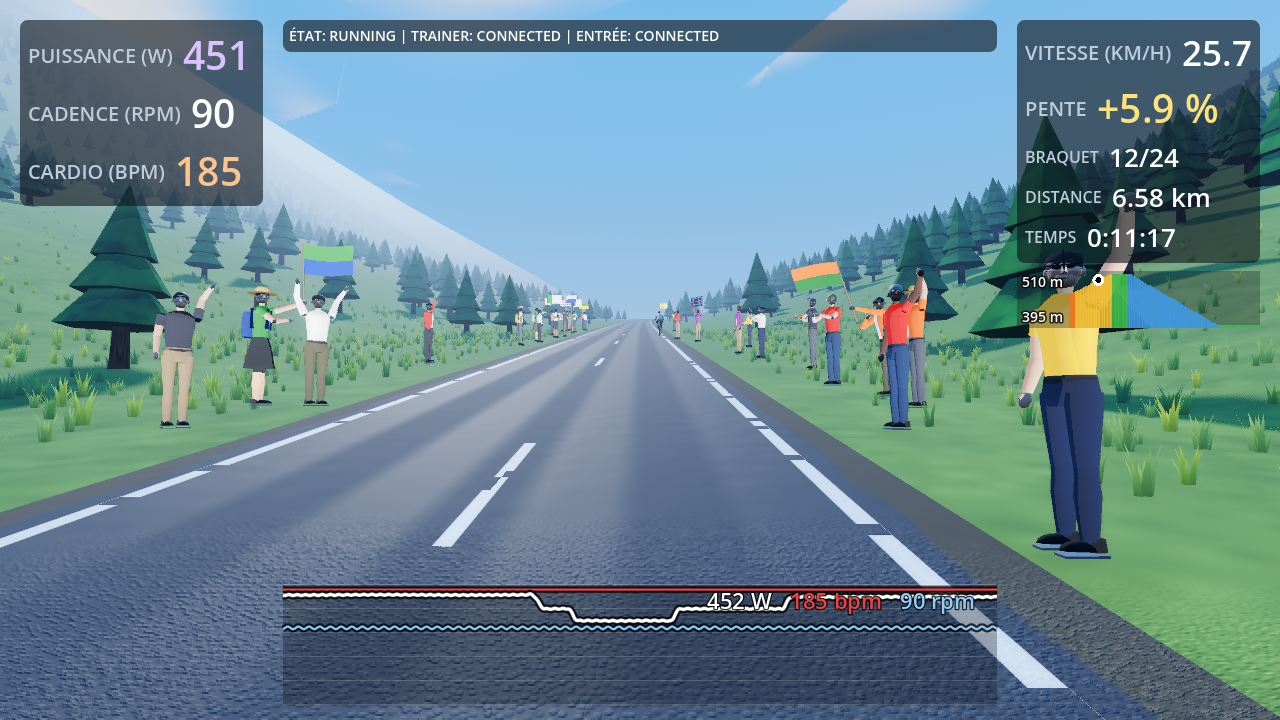 PUISSANCE (W) 451
CADENCE (RPM) 90
CARDIO (BPM) 185
ÉTAT: RUNNING | TRAINER: CONNECTED | ENTRÉE: CONNECTED
VITESSE (KM/H) 25.7
PENTE +5.9 %
BRAQUET 12/24
DISTANCE 6.58 km
TEMPS 0:11:17
510 m
395 m
452 W 185 bpm 90 rpm